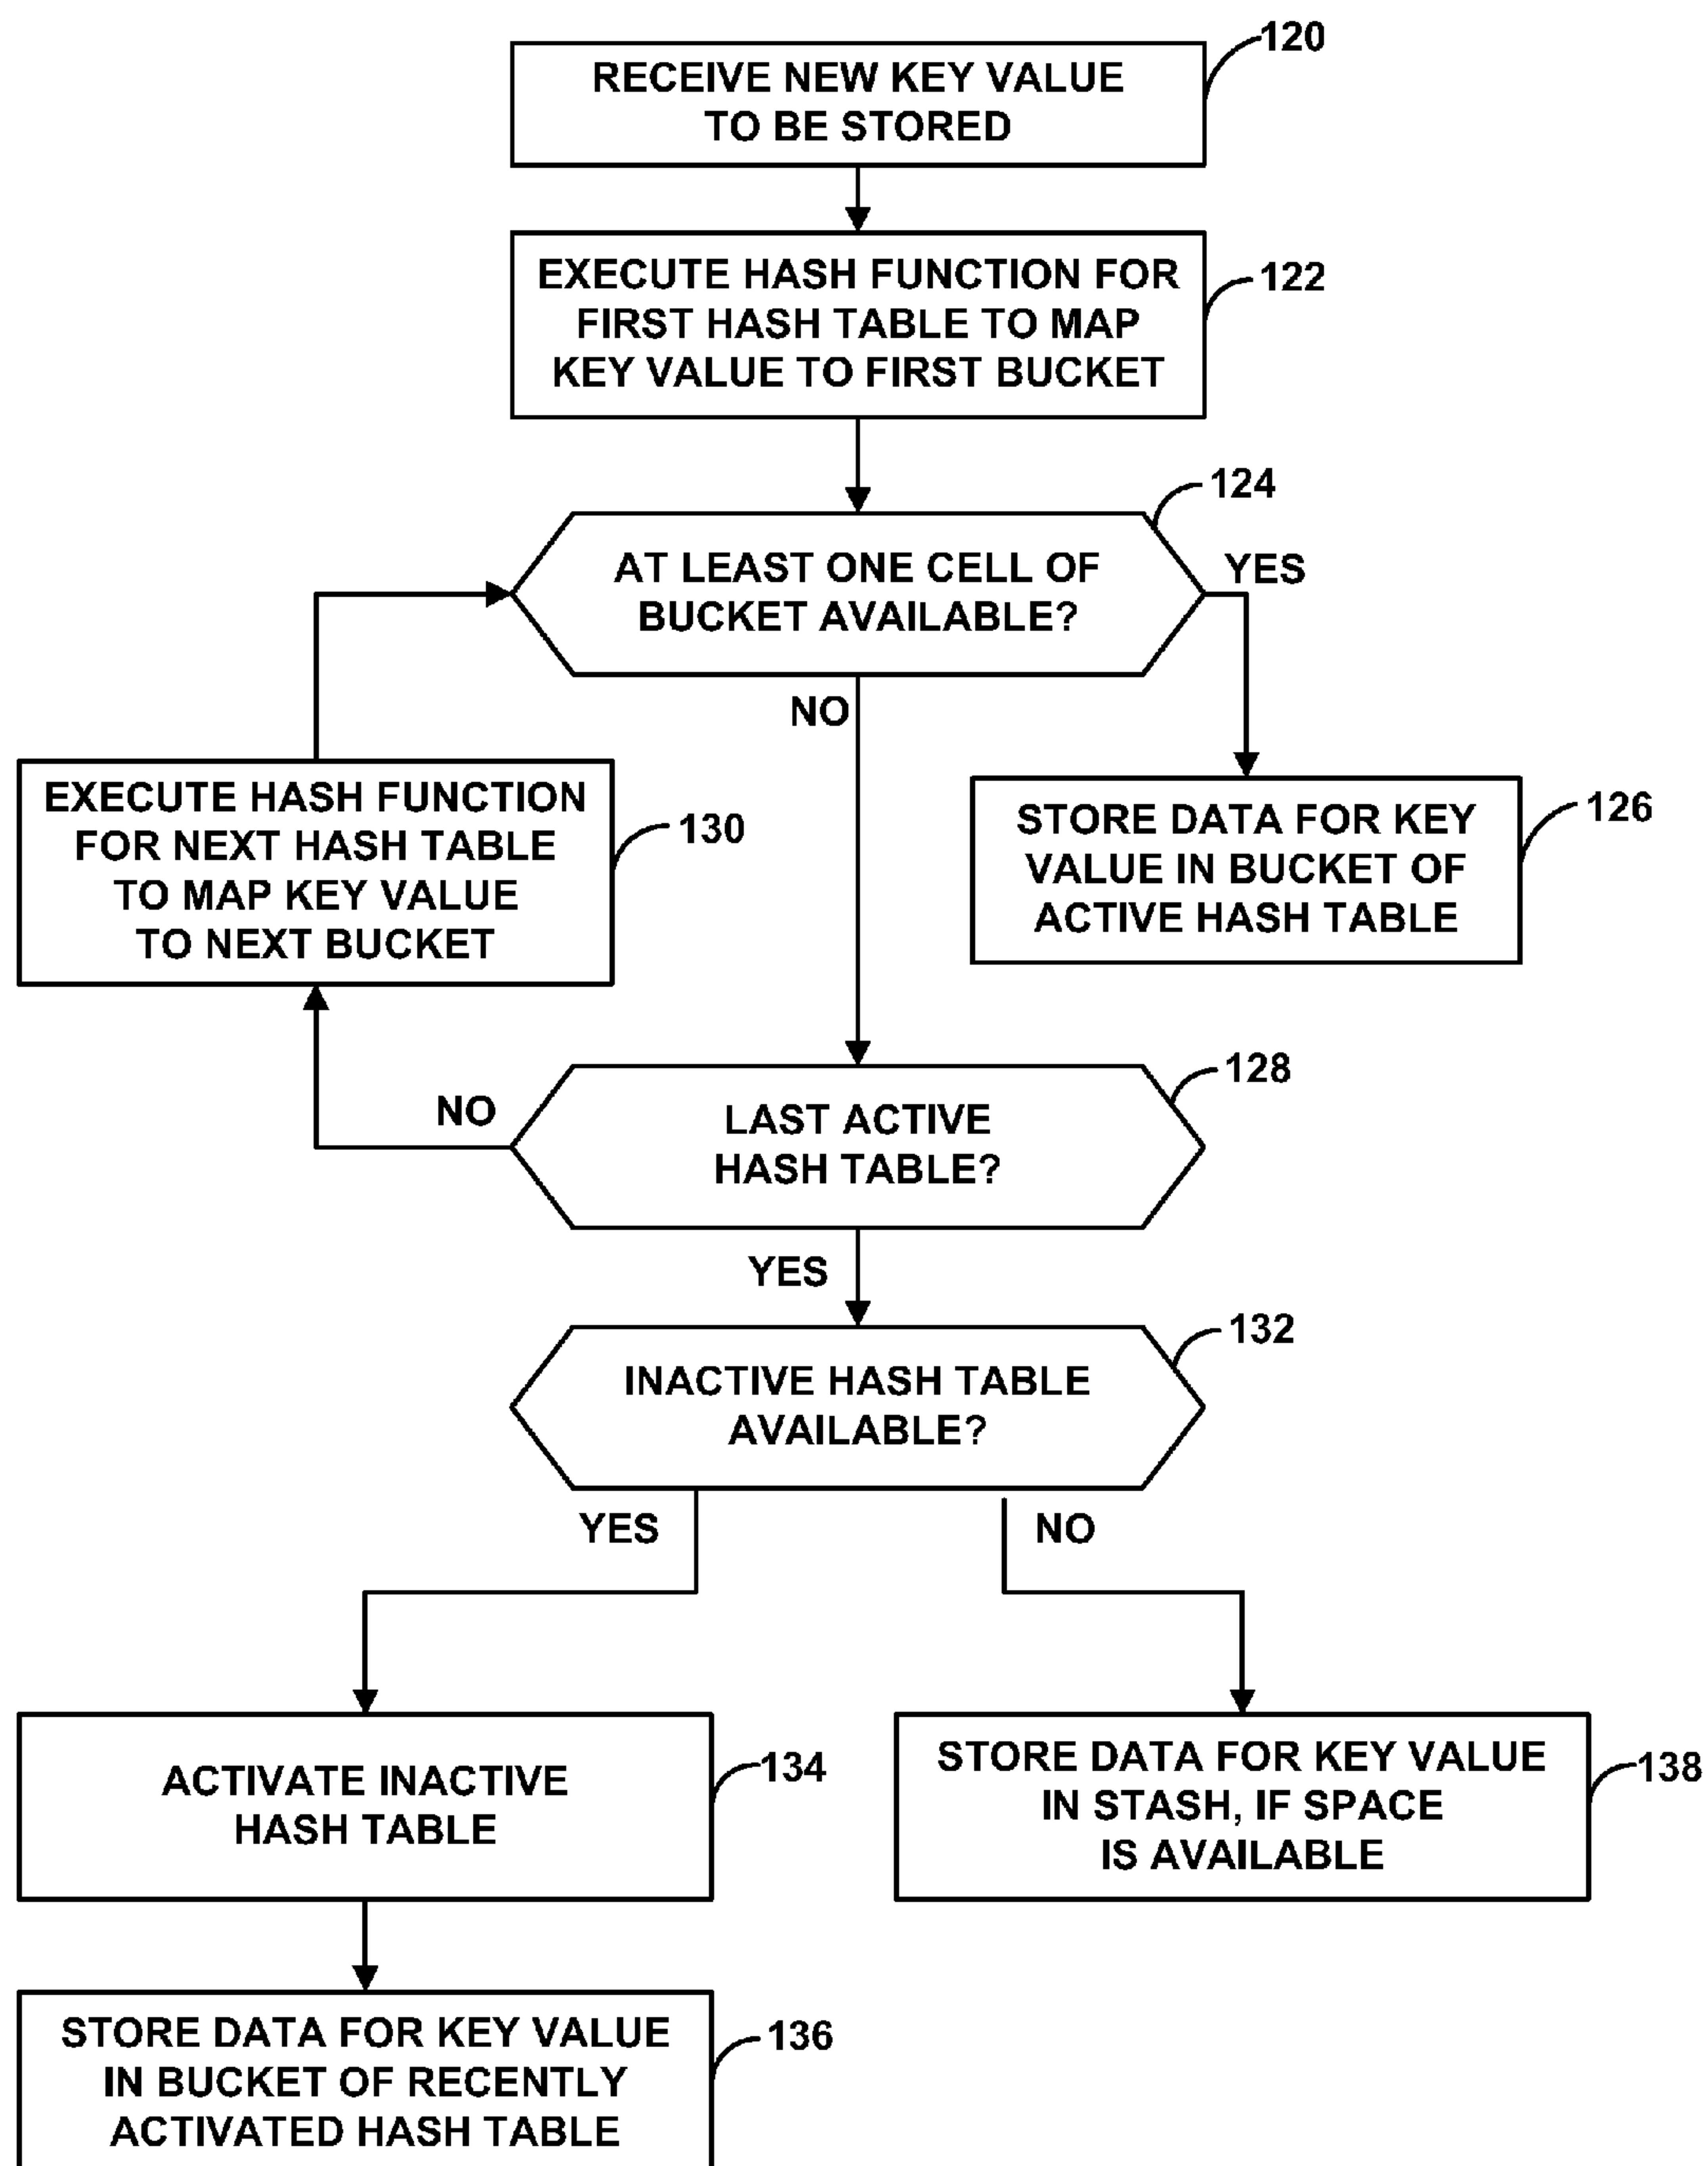 120
RECEIVE NEW KEY VALUE
TO BE STORED
EXECUTE HASH FUNCTION FOR
FIRST HASH TABLE TO MAP
KEY VALUE TO FIRST BUCKET
122
124
AT LEAST ONE CELL OF
BUCKET AVAILABLE?
YES
NO
EXECUTE HASH FUNCTION
FOR NEXT HASH TABLE
TO MAP KEY VALUE
TO NEXT BUCKET
130
STORE DATA FOR KEY
VALUE IN BUCKET OF
ACTIVE HASH TABLE
126
128
NO
LAST ACTIVE
HASH TABLE?
YES
132
INACTIVE HASH TABLE
AVAILABLE?
YES
NO
ACTIVATE INACTIVE
HASH TABLE
134
STORE DATA FOR KEY VALUE
IN STASH, IF SPACE
IS AVAILABLE
138
STORE DATA FOR KEY VALUE
IN BUCKET OF RECENTLY
ACTIVATED HASH TABLE
136